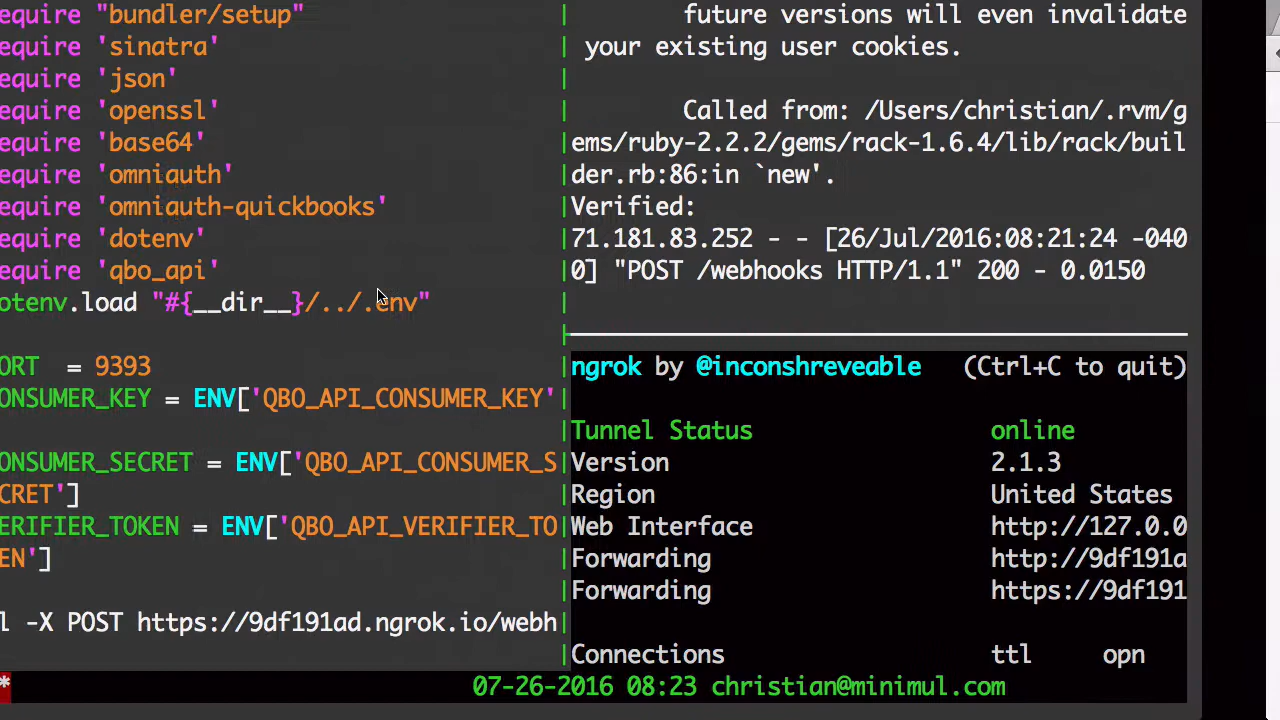 equire "bundler/setup"
equire 'sinatra'
equire 'json'
equire 'openssl'
equire 'base64'
equire 'omniauth'
equire 'omniauth-quickbooks'
equire 'dotenv'
equire 'qbo_api'
otenv.load "#{__dir__}/../.env"
ORT  = 9393
ONSUMER_KEY = ENV['QBO_API_CONSUMER_KEY'
ONSUMER_SECRET = ENV['QBO_API_CONSUMER_S
CRET']
ERIFIER_TOKEN = ENV['QBO_API_VERIFIER_TO
EN']
l -X POST https://9df191ad.ngrok.io/webh
future versions will even invalidate
your existing user cookies.
Called from: /Users/christian/.rvm/g
ems/ruby-2.2.2/gems/rack-1.6.4/lib/rack/buil
der.rb:86:in `new'.
Verified:
71.181.83.252 - - [26/Jul/2016:08:21:24 -040
0] "POST /webhooks HTTP/1.1" 200 - 0.0150
ngrok by @inconshreveable (Ctrl+C to quit)
Tunnel Status online
Version 2.1.3
Region United States
Web Interface http://127.0.0
Forwarding http://9df191a
Forwarding https://9df191
Connections ttl opn
* 07-26-2016 08:23 christian@minimul.com